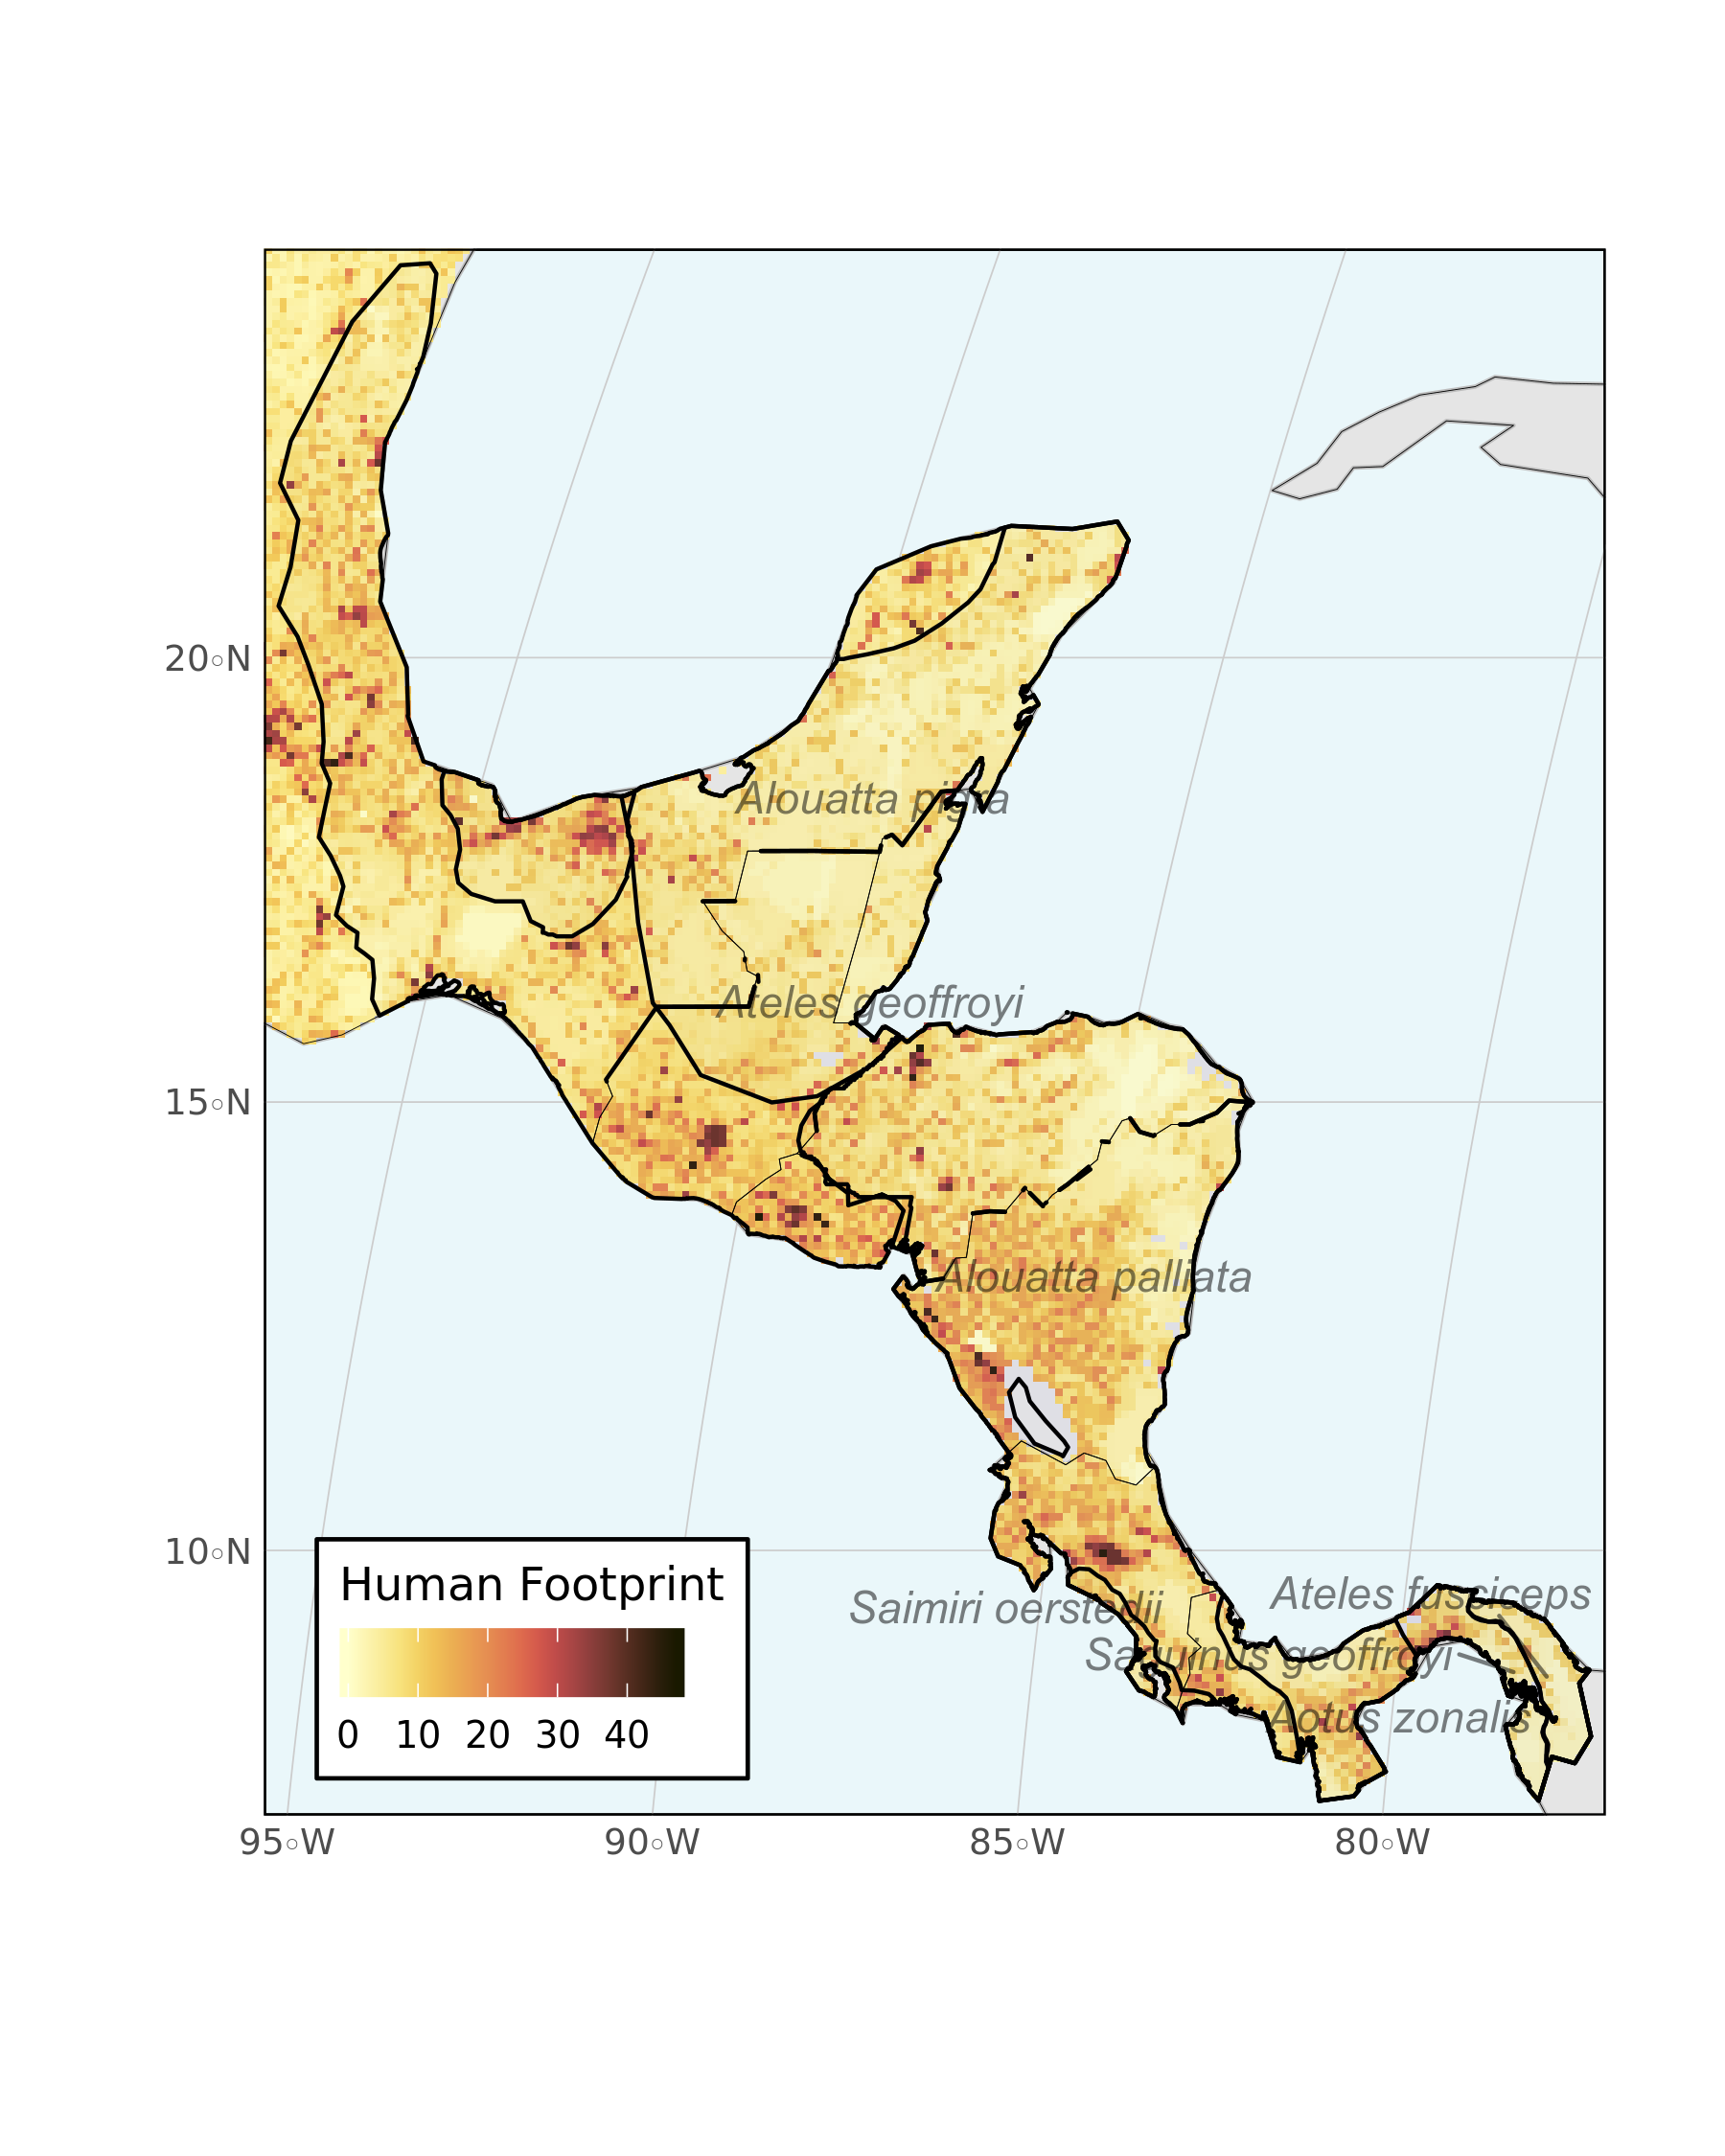 20°N
Alouatta pigra
Ateles geoffroyi
15°N
Alouatta palliata
10°N
Human Footprint
0 10 20 30 40
Saimiri oerstedii
Ateles fusciceps
Saguinus geoffroyi
Aotus zonalis
95°W 90°W 85°W 80°W